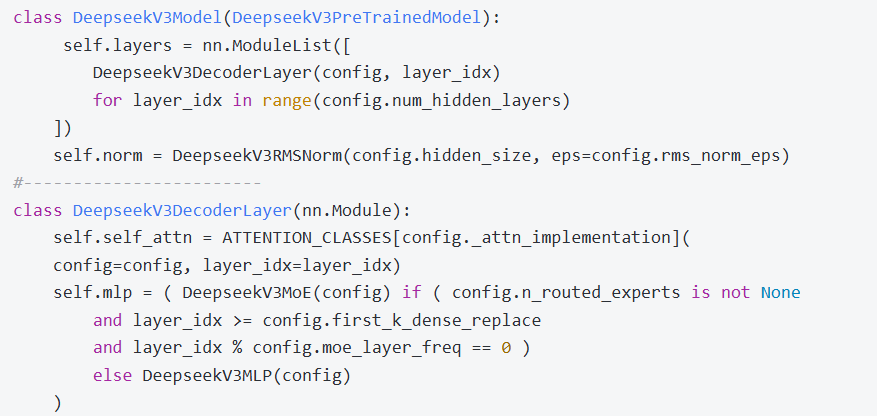 class DeepseekV3Model(DeepseekV3PreTrainedModel):
     self.layers = nn.ModuleList([
        DeepseekV3DecoderLayer(config, layer_idx)
        for layer_idx in range(config.num_hidden_layers)
    ])
    self.norm = DeepseekV3RMSNorm(config.hidden_size, eps=config.rms_norm_eps)
#------------------------
class DeepseekV3DecoderLayer(nn.Module):
    self.self_attn = ATTENTION_CLASSES[config._attn_implementation](
    config=config, layer_idx=layer_idx)
    self.mlp = ( DeepseekV3MoE(config) if ( config.n_routed_experts is not None
        and layer_idx >= config.first_k_dense_replace
        and layer_idx % config.moe_layer_freq == 0 )
        else DeepseekV3MLP(config)
    )